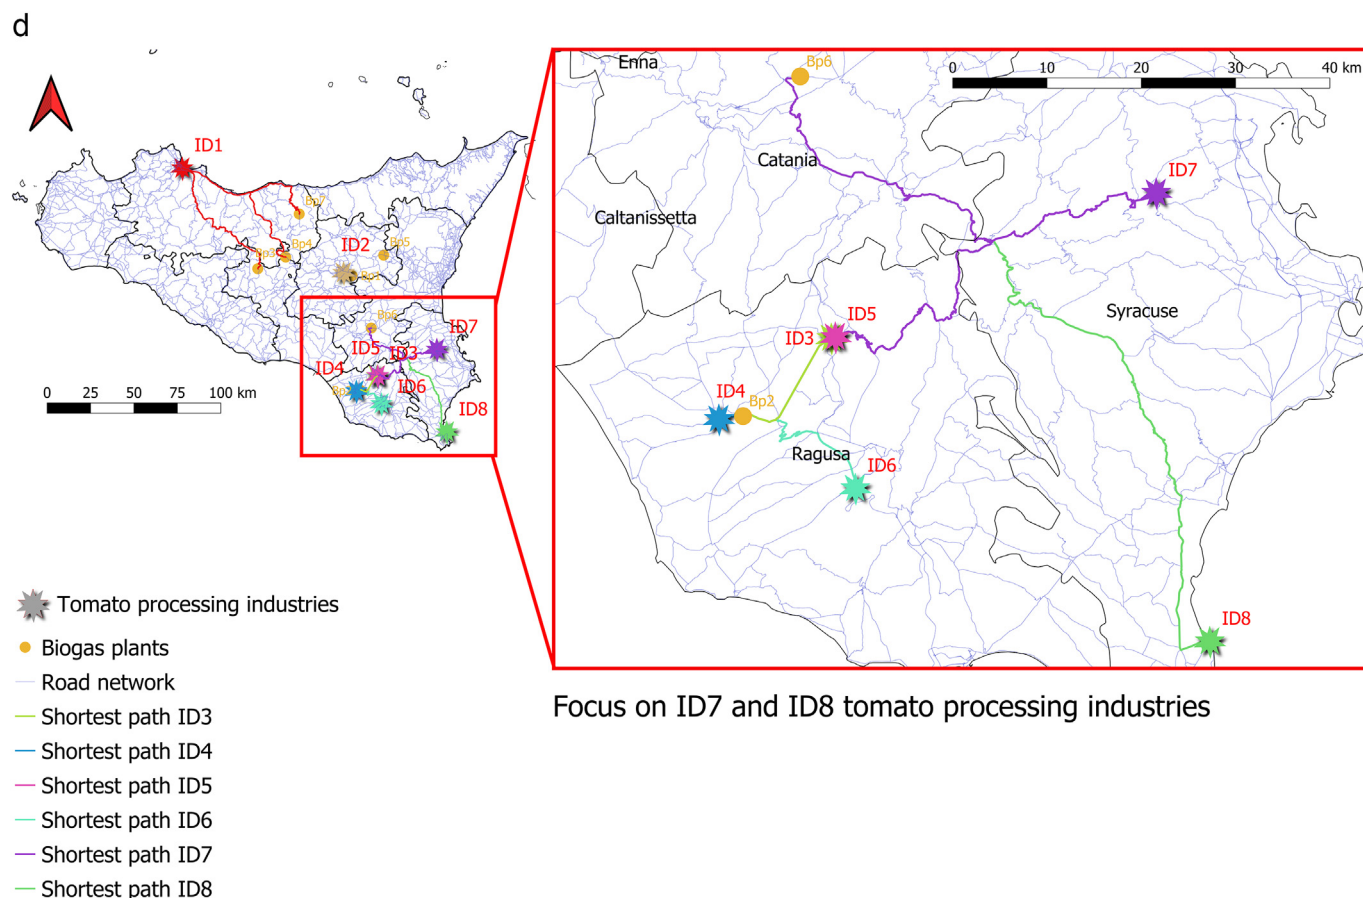 d
ID1
Bp7
Bp4
Bp3
ID2
Bp5
Bp1
Bp6
ID7
ID5
ID3
ID4
ID6
ID8
0 25 50 75 100 km
Enna
Bp6
0 10 20 30 40 km
Catania
ID7
Caltanissetta
ID5
ID3
Syracuse
ID4
Bp2
Ragusa
ID6
ID8
Focus on ID7 and ID8 tomato processing industries
Tomato processing industries
Biogas plants
Road network
Shortest path ID3
Shortest path ID4
Shortest path ID5
Shortest path ID6
Shortest path ID7
Shortest path ID8